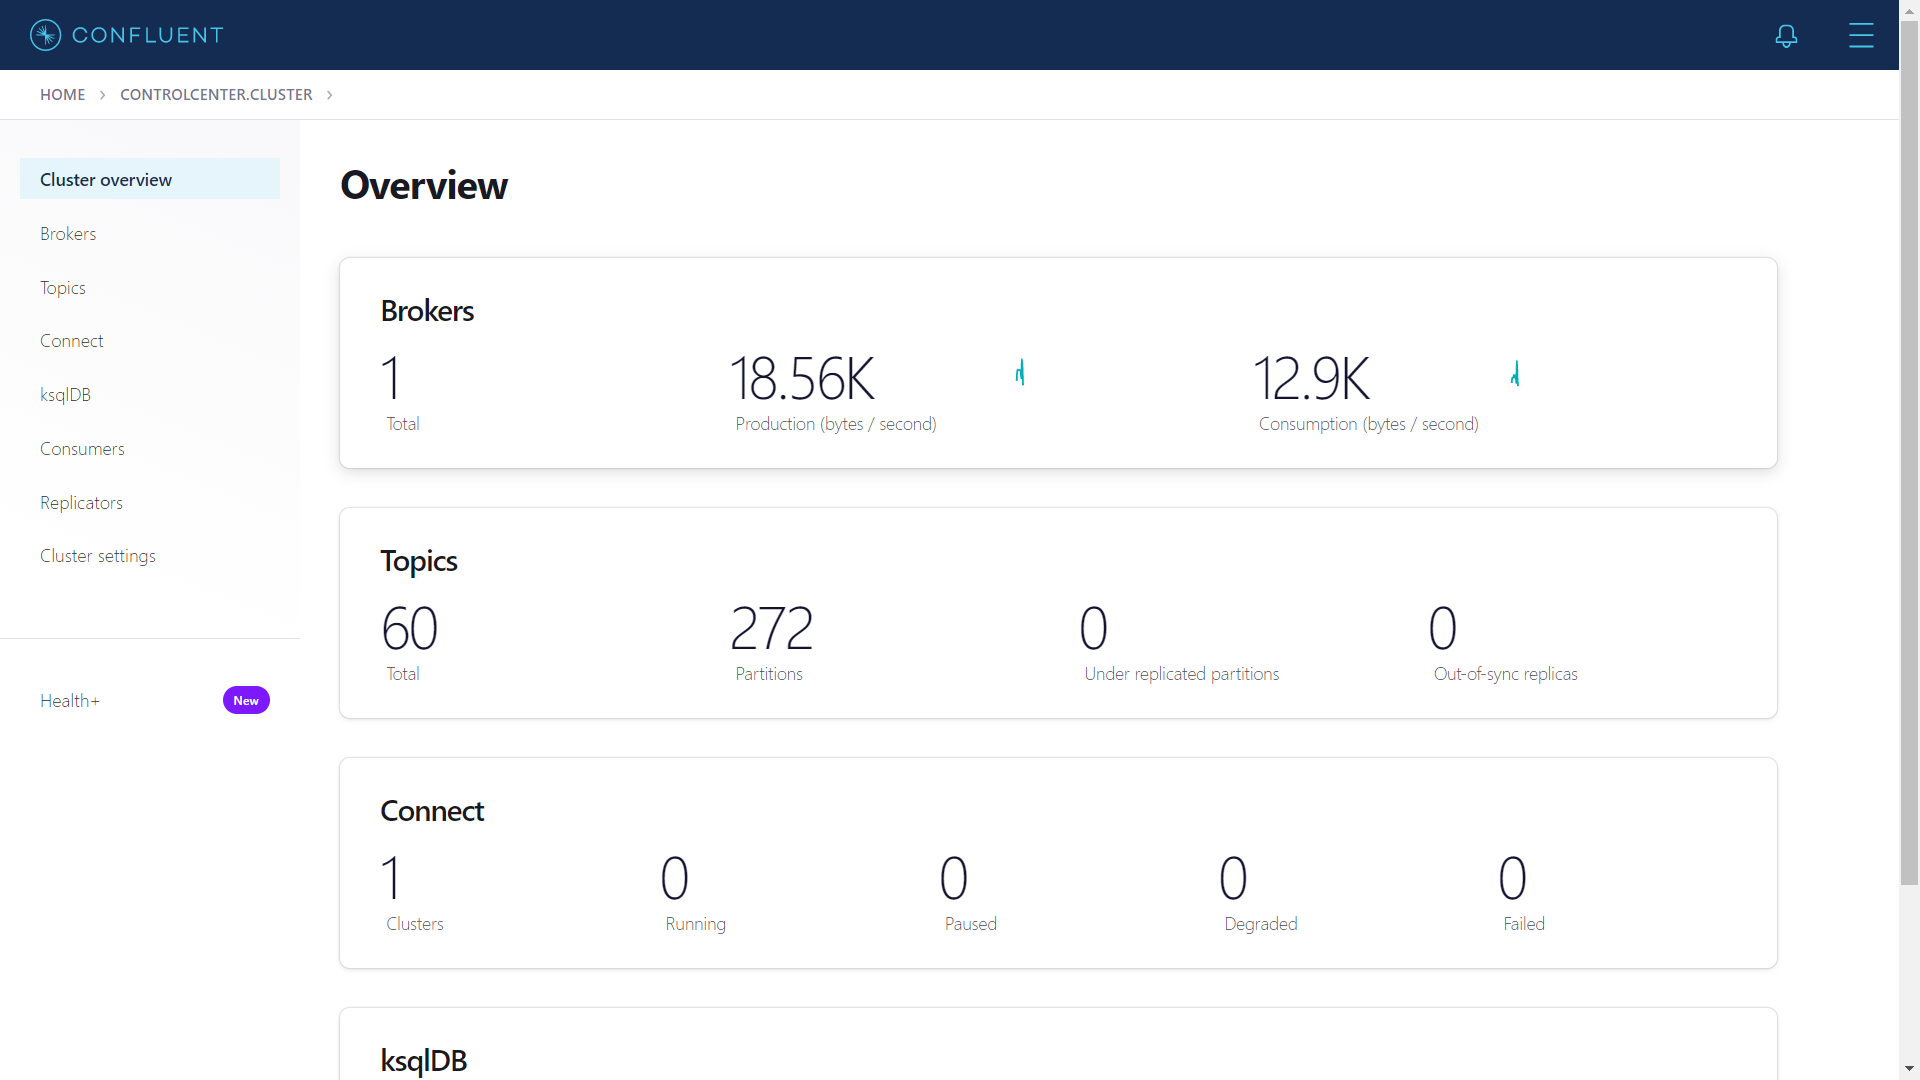 CONFLUENT
HOME > CONTROLCENTER.CLUSTER >
Cluster overview
Brokers
Topics
Connect
ksqlDB
Consumers
Replicators
Cluster settings
Health+ New
Overview
Brokers
1 18.56K 12.9K
Total Production (bytes / second) Consumption (bytes / second)
Topics
60 272 0 0
Total Partitions Under replicated partitions Out-of-sync replicas
Connect
1 0 0 0 0
Clusters Running Paused Degraded Failed
ksqlDB